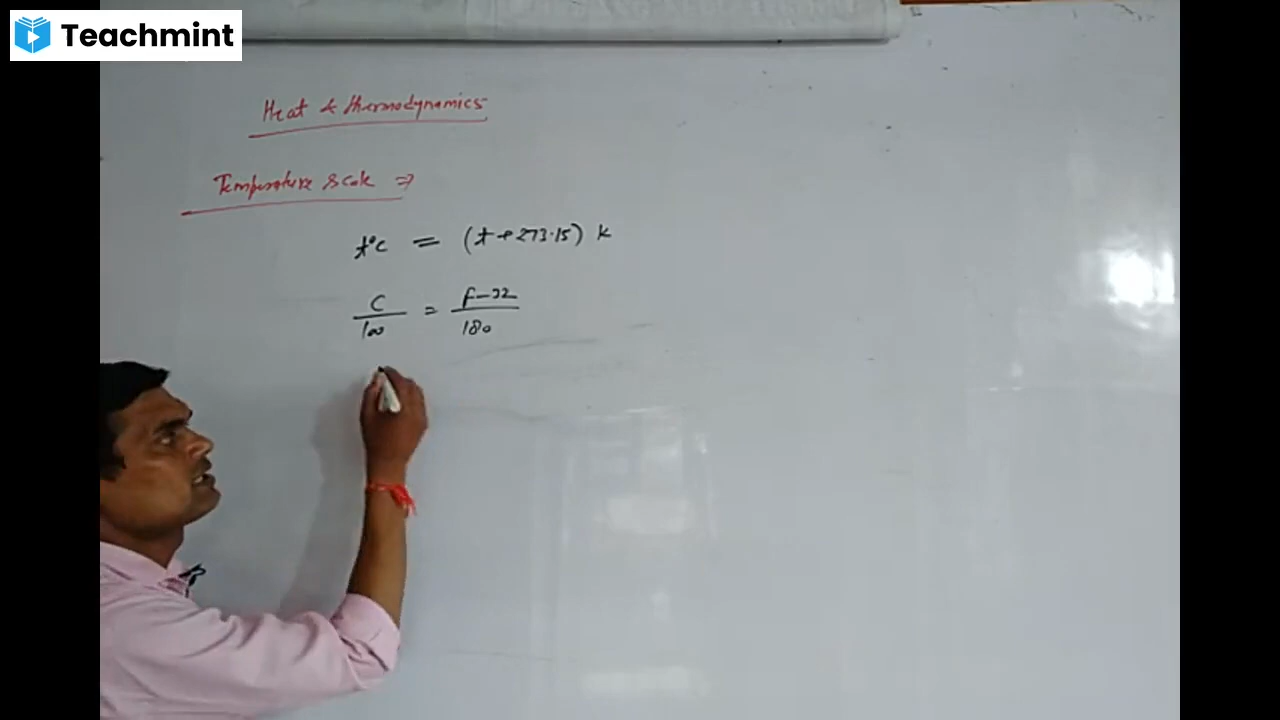 Teachmint
Heat & thermodynamics
Temperature scale ⇒
t°C = (t + 273.15) K
C/100 = F-32/180